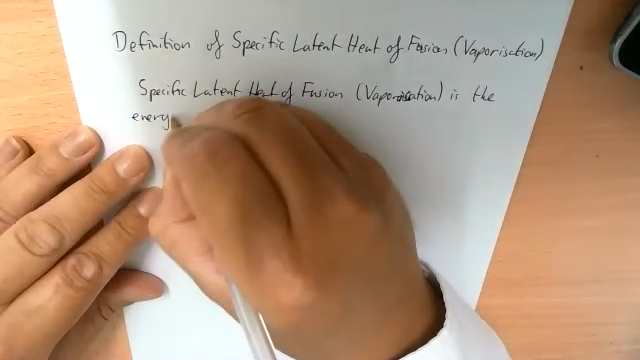 Definition of Specific Latent Heat of Fusion (Vaporisation)
Specific Latent Heat of Fusion (Vaporisation) is the
energy